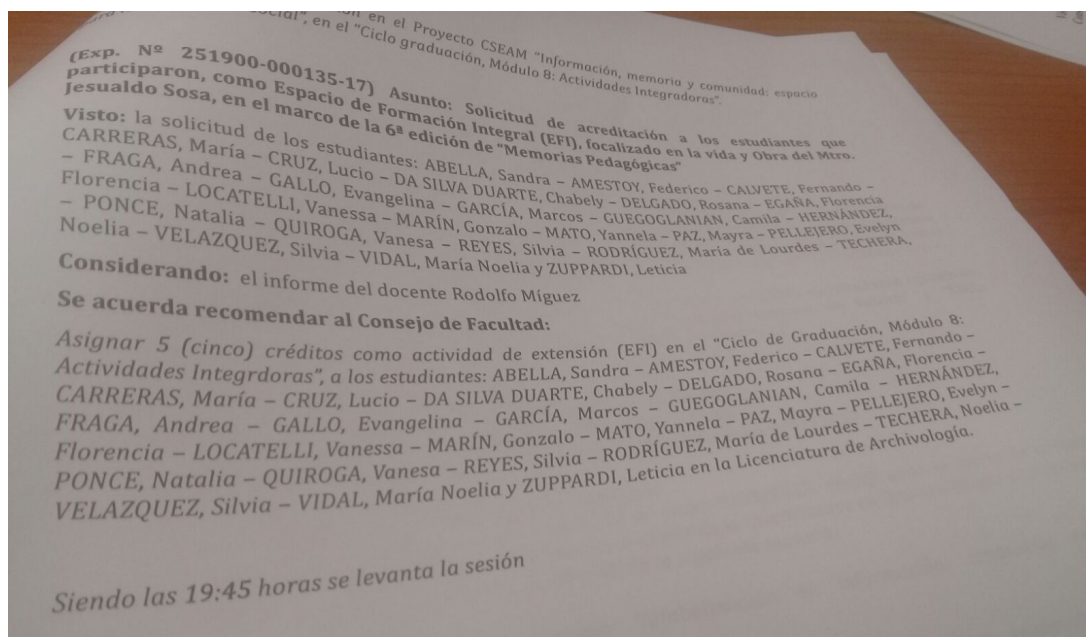 en el Proyecto CSEAM "Información, memoria y comunidad: espacio
social", en el "Ciclo graduación, Módulo 8: Actividades Integradoras".
(Exp. Nº 251900-000135-17) Asunto: Solicitud de acreditación a los estudiantes que
participaron, como Espacio de Formación Integral (EFI), focalizado en la vida y Obra del Mtro.
Jesualdo Sosa, en el marco de la 6ª edición de "Memorias Pedagógicas"
Visto: la solicitud de los estudiantes: ABELLA, Sandra – AMESTOY, Federico – CALVETE, Fernando –
CARRERAS, María – CRUZ, Lucio – DA SILVA DUARTE, Chabely – DELGADO, Rosana – EGAÑA, Florencia
– FRAGA, Andrea – GALLO, Evangelina – GARCÍA, Marcos – GUEGOGLANIAN, Camila – HERNÁNDEZ,
Florencia – LOCATELLI, Vanessa – MARÍN, Gonzalo – MATO, Yannela – PAZ, Mayra – PELLEJERO, Evelyn
– PONCE, Natalia – QUIROGA, Vanesa – REYES, Silvia – RODRÍGUEZ, María de Lourdes – TECHERA,
Noelia – VELAZQUEZ, Silvia – VIDAL, María Noelia y ZUPPARDI, Leticia
Considerando: el informe del docente Rodolfo Míguez
Se acuerda recomendar al Consejo de Facultad:
Asignar 5 (cinco) créditos como actividad de extensión (EFI) en el "Ciclo de Graduación, Módulo 8:
Actividades Integrdoras", a los estudiantes: ABELLA, Sandra – AMESTOY, Federico – CALVETE, Fernando –
CARRERAS, María – CRUZ, Lucio – DA SILVA DUARTE, Chabely – DELGADO, Rosana – EGAÑA, Florencia –
FRAGA, Andrea – GALLO, Evangelina – GARCÍA, Marcos – GUEGOGLANIAN, Camila – HERNÁNDEZ,
Florencia – LOCATELLI, Vanessa – MARÍN, Gonzalo – MATO, Yannela – PAZ, Mayra – PELLEJERO, Evelyn –
PONCE, Natalia – QUIROGA, Vanesa – REYES, Silvia – RODRÍGUEZ, María de Lourdes – TECHERA, Noelia –
VELAZQUEZ, Silvia – VIDAL, María Noelia y ZUPPARDI, Leticia en la Licenciatura de Archivología.
Siendo las 19:45 horas se levanta la sesión